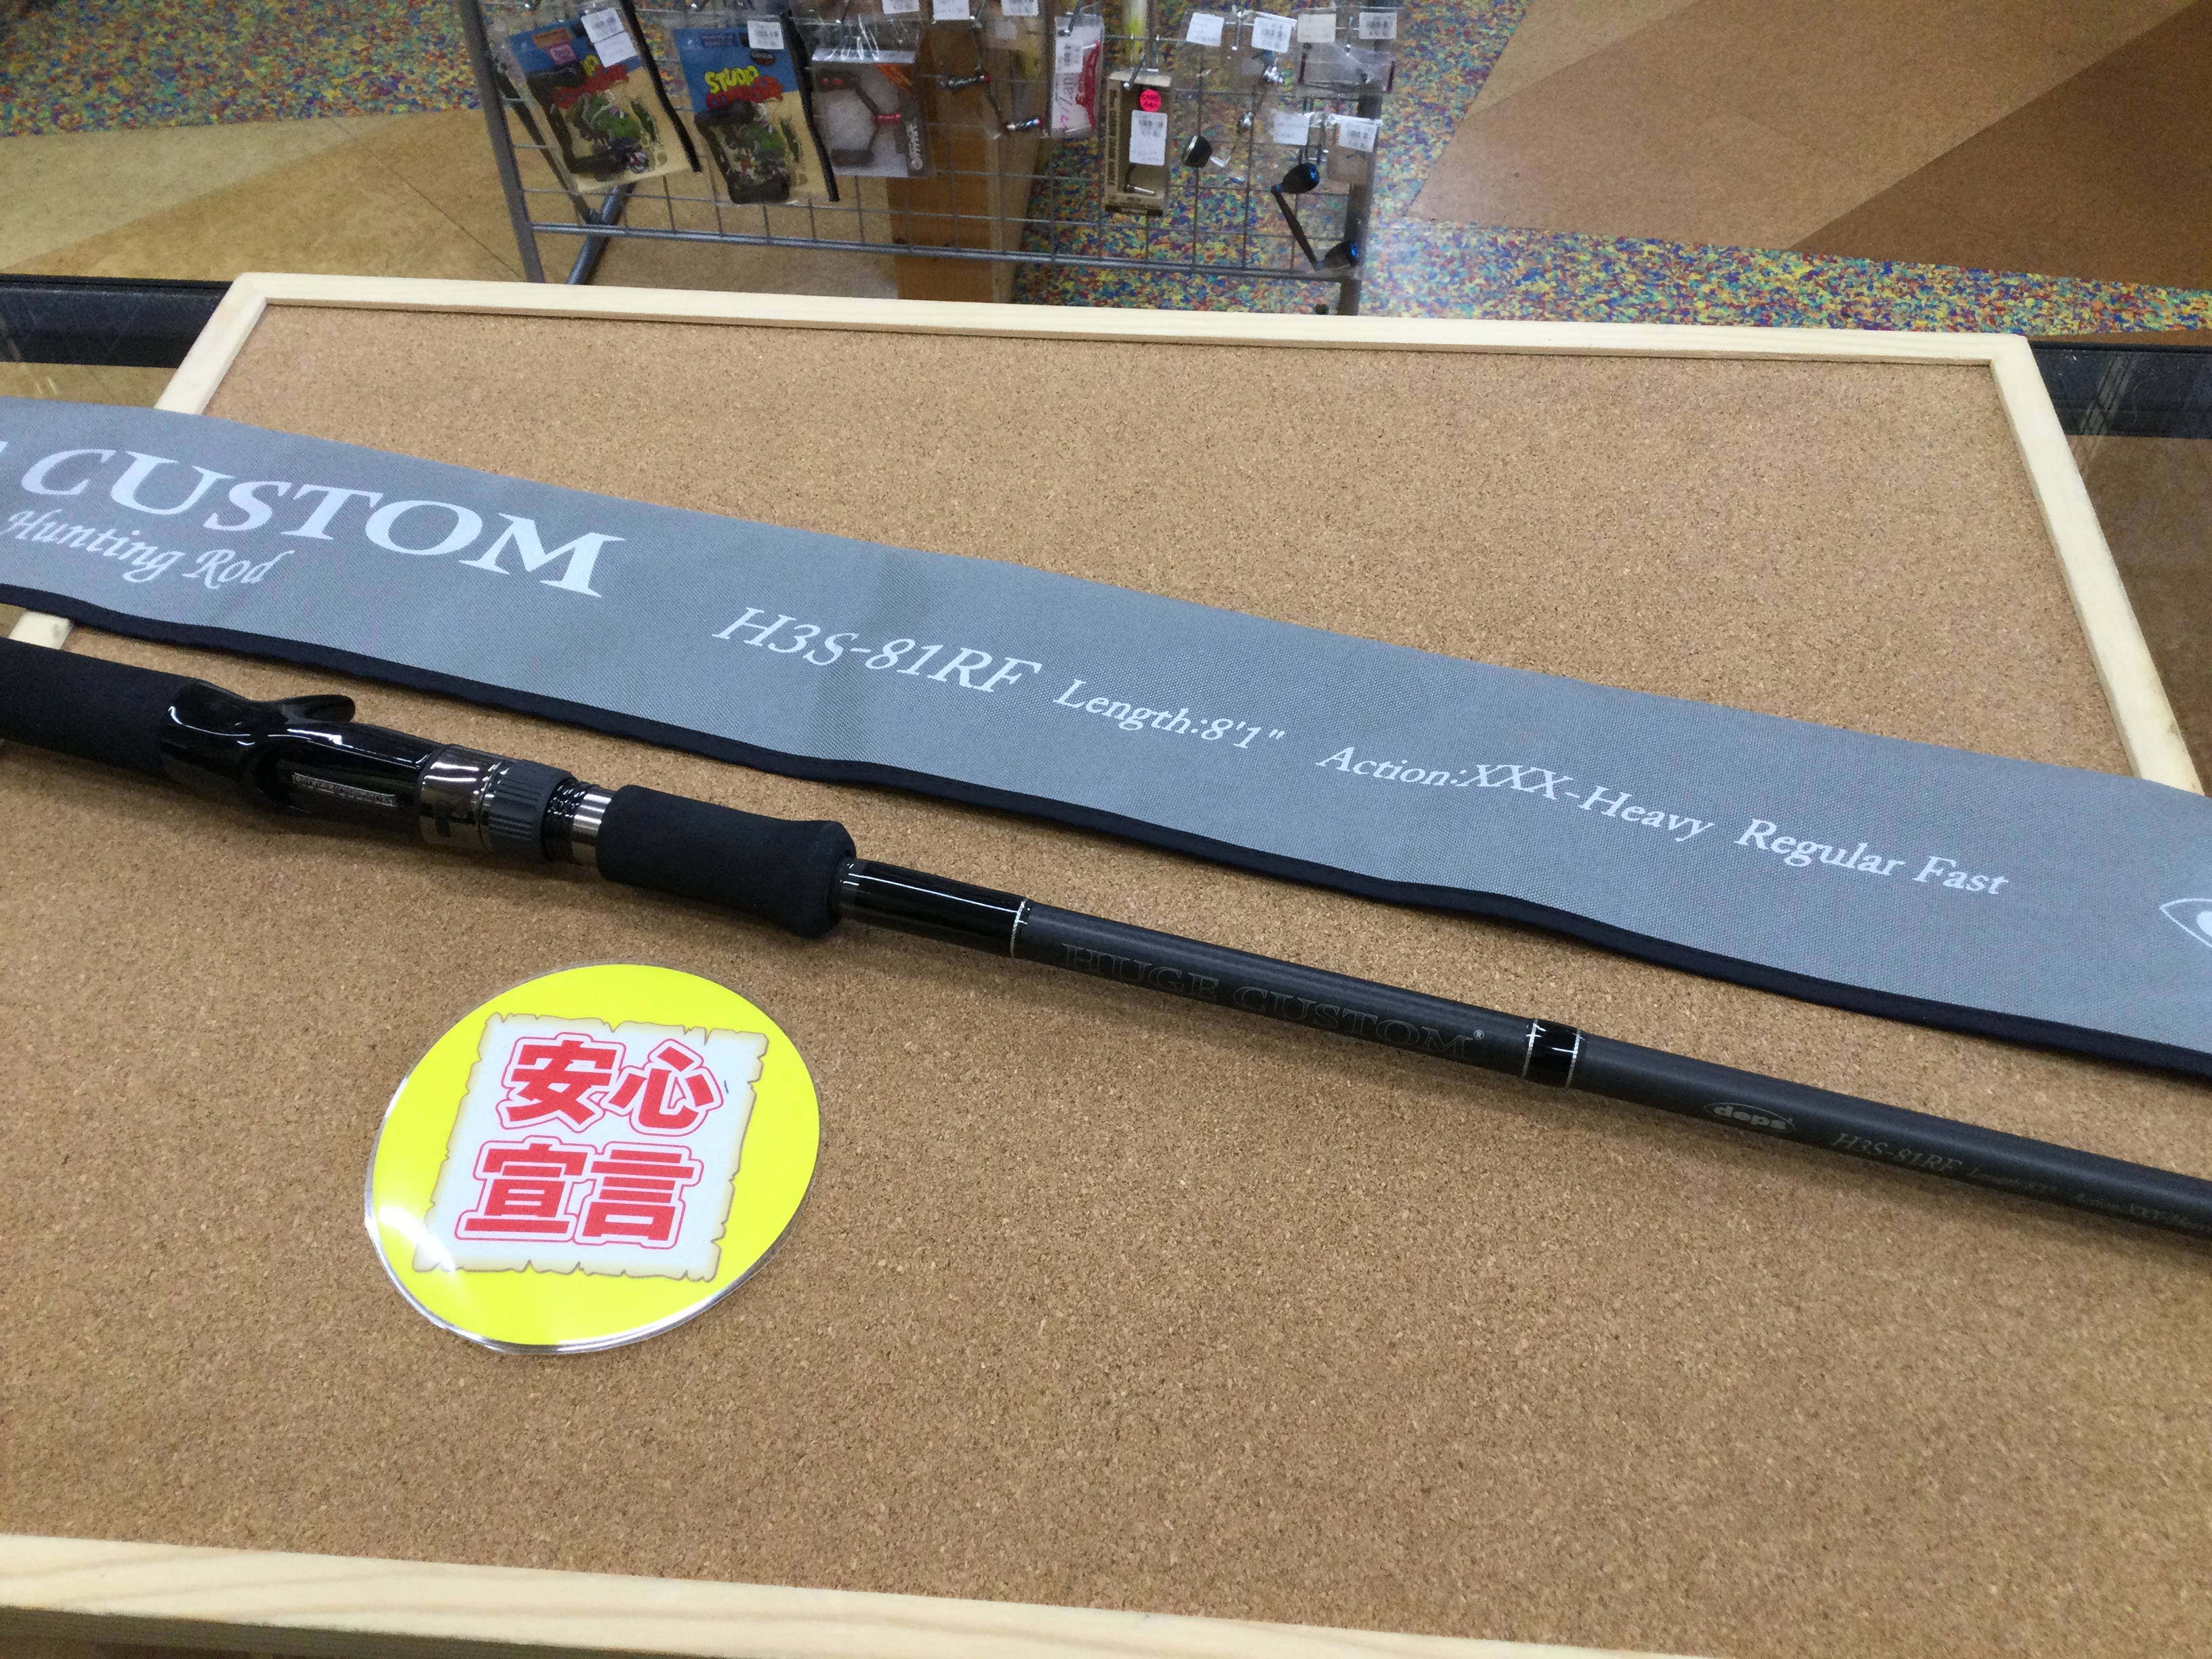 STUDIO
CUSTOM
Hunting Rod
H3S-81RF Length:8'1" Action:XXX-Heavy Regular Fast
HUGE CUSTOM®
deps
H3S-81RF
安心
宣言